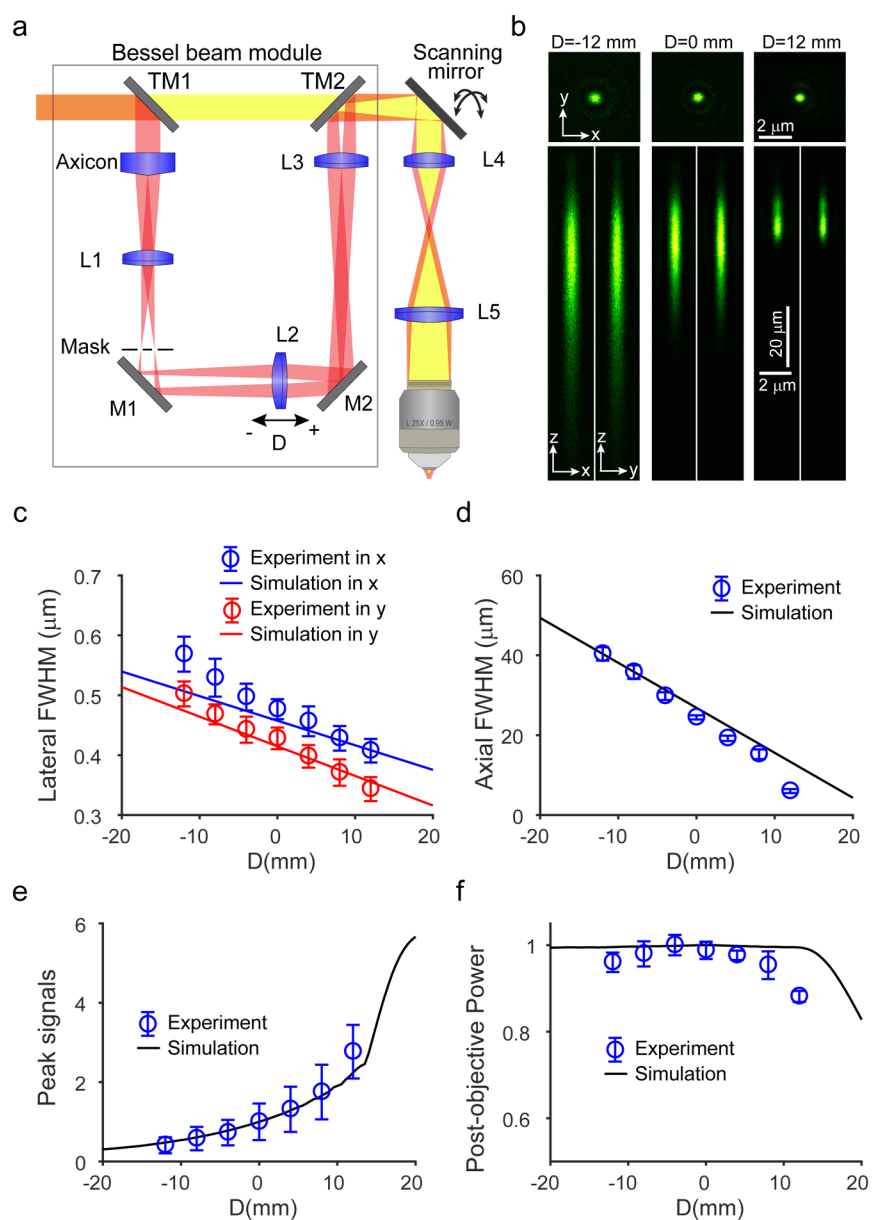 a
Bessel beam module
Scanning
mirror
TM1
TM2
Axicon
L3
L4
L1
L5
Mask
L2
M1
M2
- D +
L 25X / 0.95 W
b
D=-12 mm
D=0 mm
D=12 mm
y
x
2 μm
20 μm
2 μm
z
x
z
y
c
Experiment in x
Simulation in x
Experiment in y
Simulation in y
Lateral FWHM (μm)
0.7
0.6
0.5
0.4
0.3
-20 -10 0 10 20
D(mm)
d
Experiment
Simulation
Axial FWHM (μm)
60
40
20
0
-20 -10 0 10 20
D(mm)
e
Experiment
Simulation
Peak signals
6
4
2
0
-20 -10 0 10 20
D(mm)
f
Experiment
Simulation
Post-objective Power
1
0.8
0.6
0.5
-20 -10 0 10 20
D(mm)